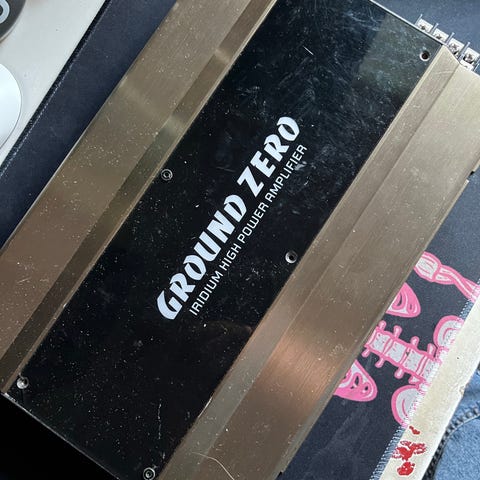 GROUND ZERO
IRIDIUM HIGH POWER AMPLIFIER